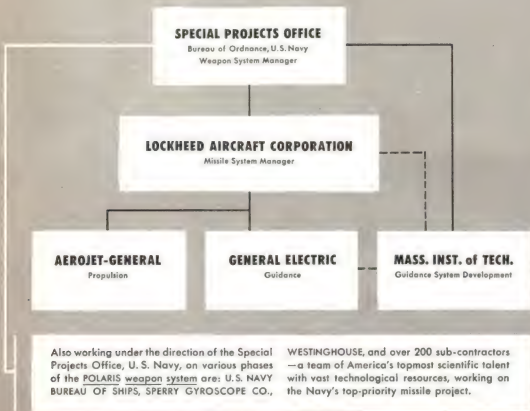 SPECIAL PROJECTS OFFICE
Bureau of Ordnance, U.S. Navy
Weapon System Manager
LOCKHEED AIRCRAFT CORPORATION
Missile System Manager
AEROJET-GENERAL
Propulsion
GENERAL ELECTRIC
Guidance
MASS. INST. of TECH.
Guidance System Development
Also working under the direction of the Special
Projects Office, U. S. Navy, on various phases
of the POLARIS weapon system are: U.S. NAVY
BUREAU OF SHIPS, SPERRY GYROSCOPE CO.,
WESTINGHOUSE, and over 200 sub-contractors
—a team of America's topmost scientific talent
with vast technological resources, working on
the Navy's top-priority missile project.